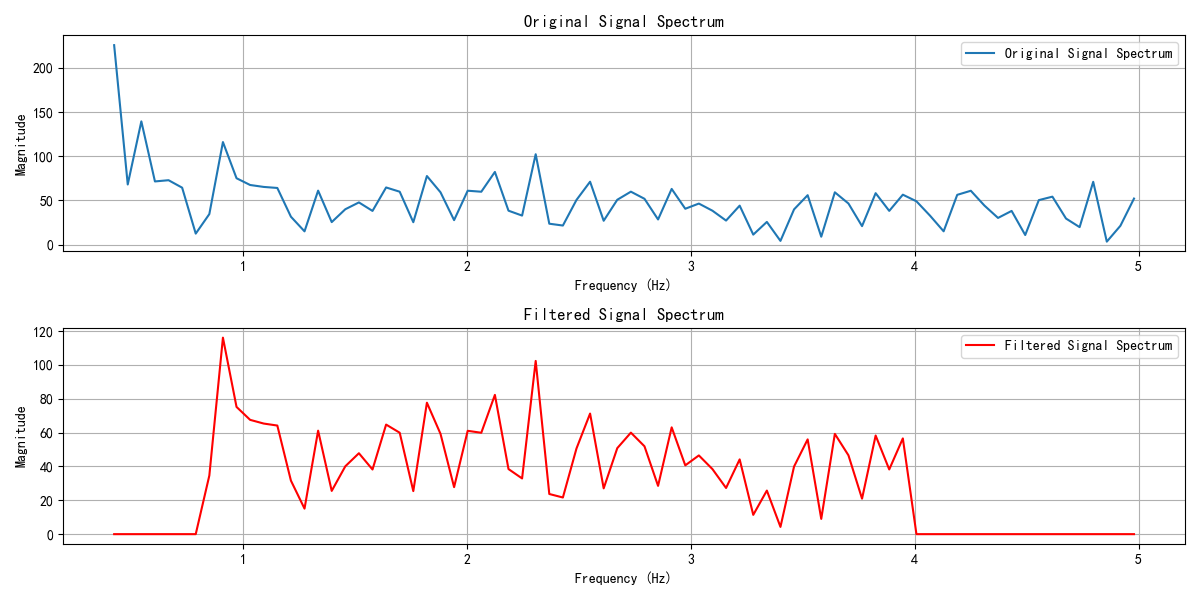 Original Signal Spectrum
Original Signal Spectrum
200
150
100
50
0
Magnitude
1 2 3 4 5
Frequency (Hz)
Filtered Signal Spectrum
Filtered Signal Spectrum
120
100
80
60
40
20
0
Magnitude
1 2 3 4 5
Frequency (Hz)